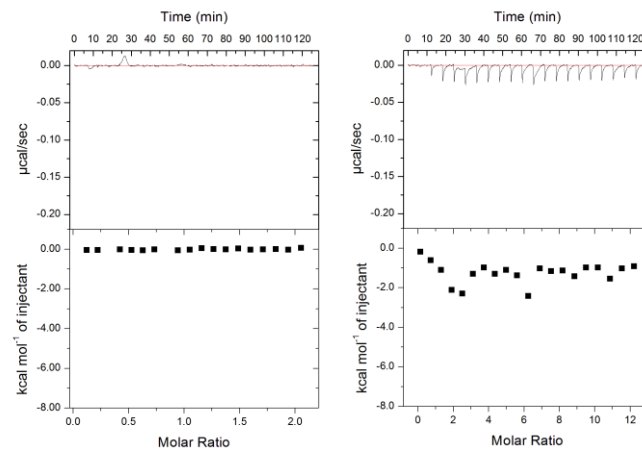 Time (min)
0 10 20 30 40 50 60 70 80 90 100 110 120
0.00
-0.05
-0.10
-0.15
-0.20
µcal/sec
0.00
-2.00
-4.00
-6.00
-8.00
kcal mol⁻¹ of injectant
0.0 0.5 1.0 1.5 2.0
Molar Ratio
Time (min)
0 10 20 30 40 50 60 70 80 90 100 110 120
0.00
-0.05
-0.10
-0.15
-0.20
µcal/sec
0.0
-2.0
-4.0
-6.0
-8.0
kcal mol⁻¹ of injectant
0 2 4 6 8 10 12
Molar Ratio